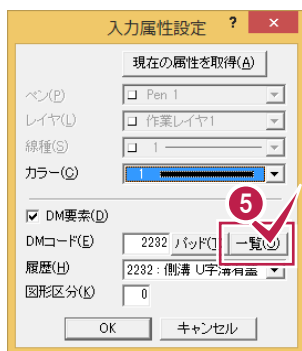 入力属性設定 ? ×
現在の属性を取得(A)
ペン(P) Pen 1
レイヤ(L) 作業レイヤ1
線種(S) 1
カラー(C) 1
DM要素(D)
5
DMコード(E) 2232 パッド(T) 一覧(J)
履歴(H) 2232 : 側溝 U字溝有蓋
図形区分(K) 0
OK キャンセル